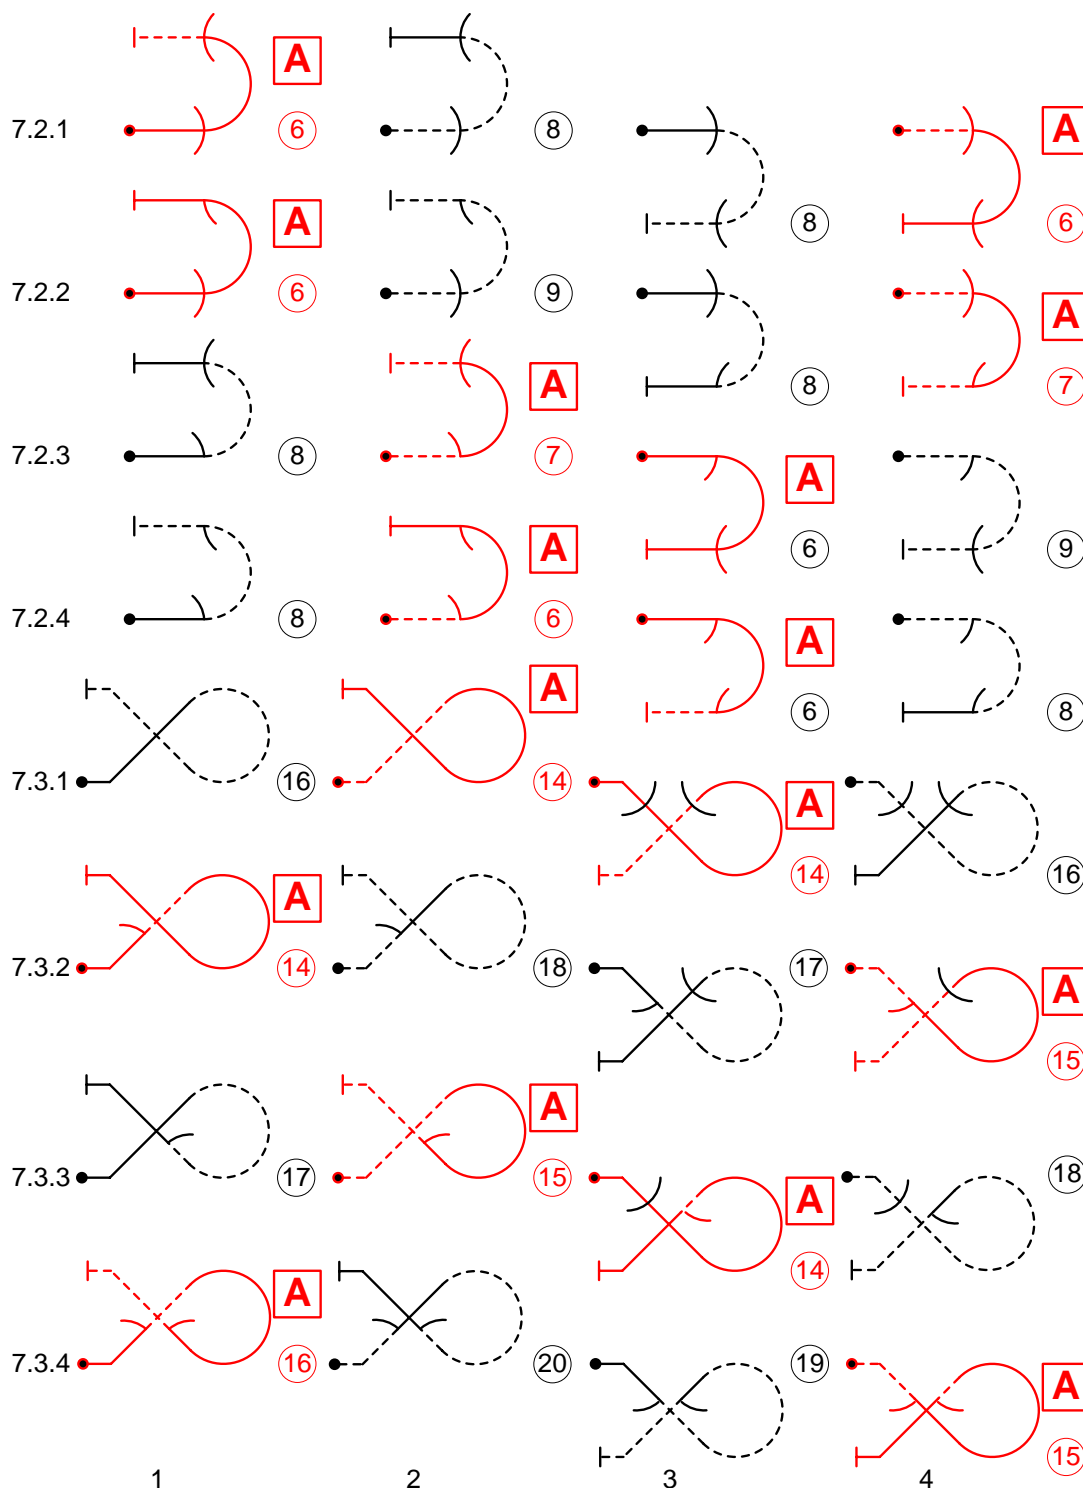 A A
7.2.1 6 8 A
8 6
A
7.2.2 6 9 A
8 7
A
7.2.3 8 7 A
6 9
A
7.2.4 8 6 A
6 8
A
7.3.1 16 14 A
14 16
A
7.3.2 14 18 17 A
15
A
7.3.3 17 15 A 18
14
A
7.3.4 16 20 19 A
15
1 2 3 4